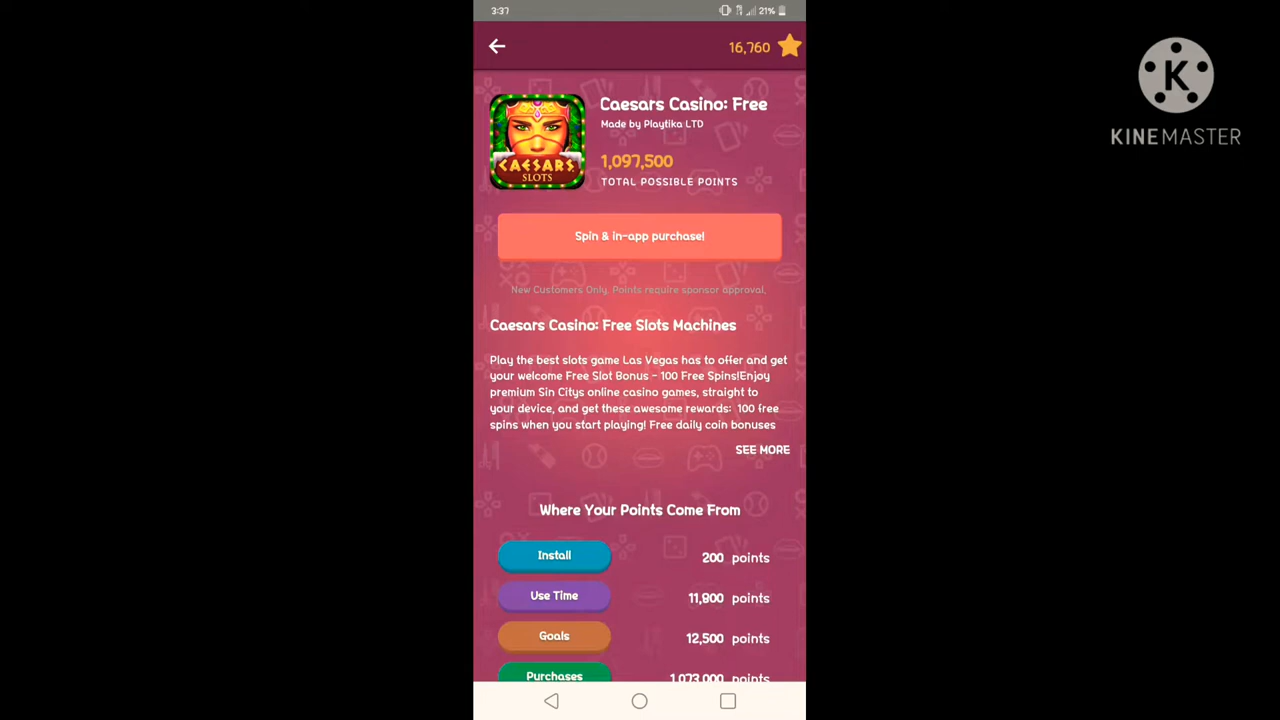 3:37
21%
16,760
KINEMASTER
Caesars Casino: Free
Made by Playtika LTD
1,097,500
TOTAL POSSIBLE POINTS
CAESARS
SLOTS
Spin & in-app purchase!
New Customers Only. Points require sponsor approval.
Caesars Casino: Free Slots Machines
Play the best slots game Las Vegas has to offer and get
your welcome Free Slot Bonus - 100 Free Spins!Enjoy
premium Sin Citys online casino games, straight to
your device, and get these awesome rewards: 100 free
spins when you start playing! Free daily coin bonuses
SEE MORE
Where Your Points Come From
Install 200 points
Use Time 11,800 points
Goals 12,500 points
Purchases 1,073,000 points